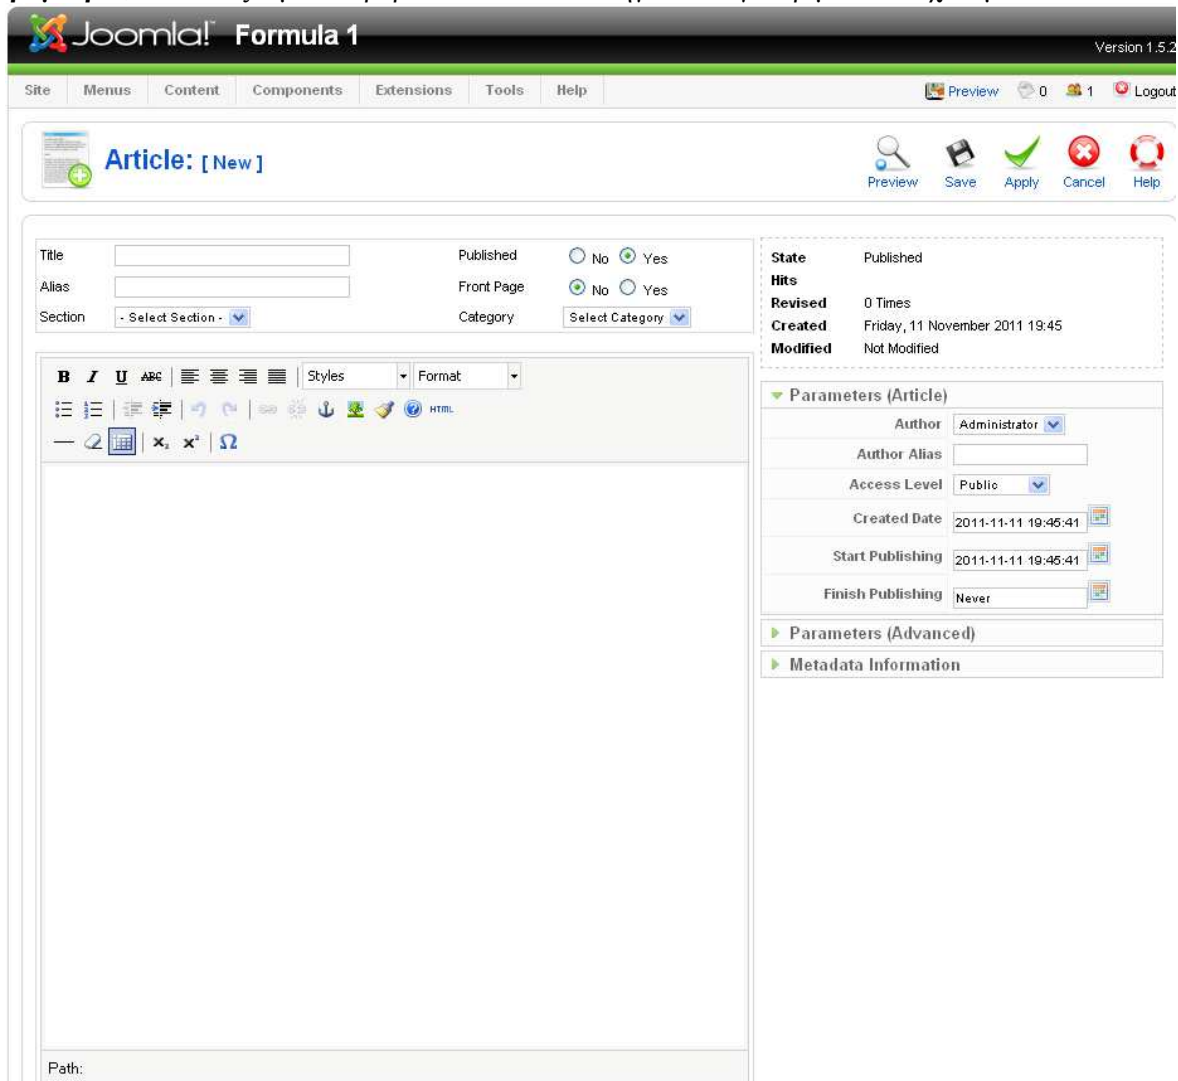 Joomla! Formula 1
Version 1.5.2
Site Menus Content Components Extensions Tools Help Preview 0 1 Logout
Article: [ New ]
Preview Save Apply Cancel Help
Title Published No Yes
Alias Front Page No Yes
Section - Select Section - Category Select Category
State Published
Hits
Revised 0 Times
Created Friday, 11 November 2011 19:45
Modified Not Modified
B I U ABC Styles Format
HTML
x₂ x² Ω
Parameters (Article)
Author Administrator
Author Alias
Access Level Public
Created Date 2011-11-11 19:45:41
Start Publishing 2011-11-11 19:45:41
Finish Publishing Never
Parameters (Advanced)
Metadata Information
Path: